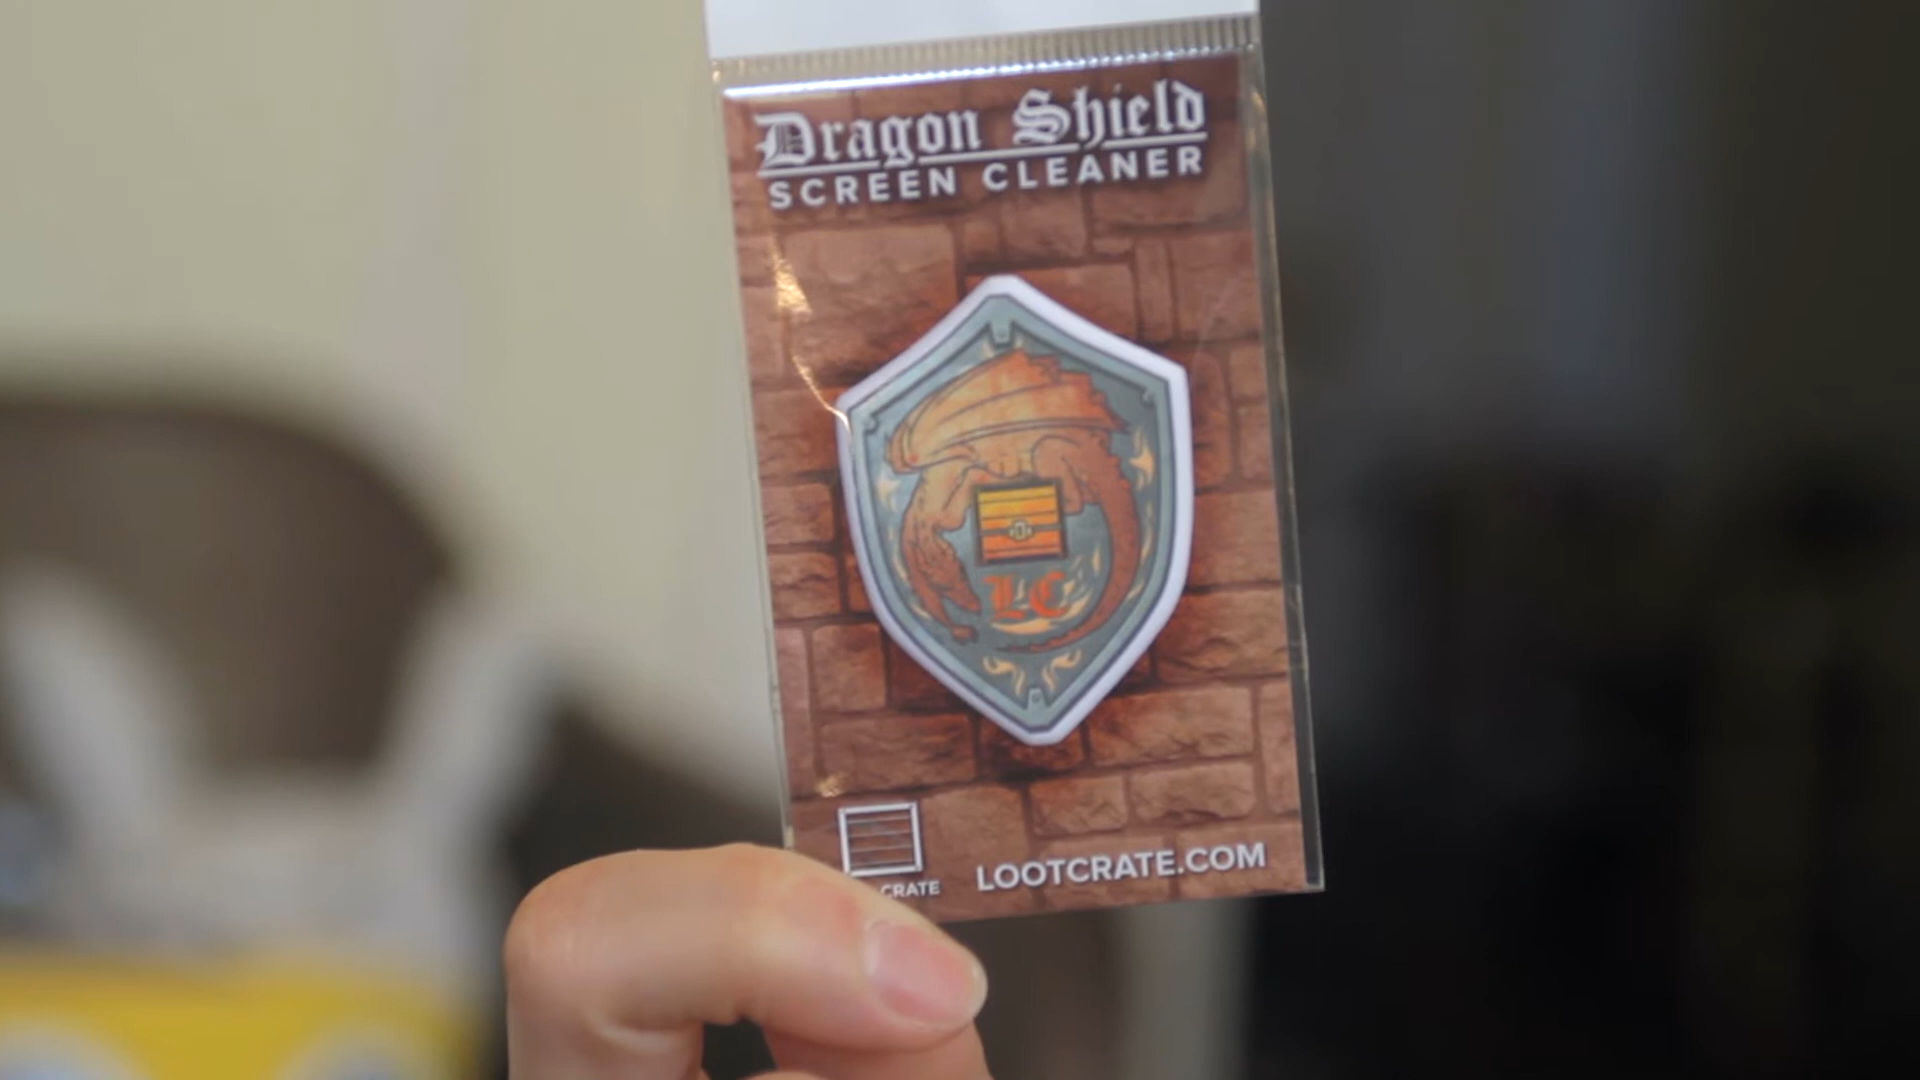 Dragon Shield
SCREEN CLEANER
LC
CRATE
LOOTCRATE.COM